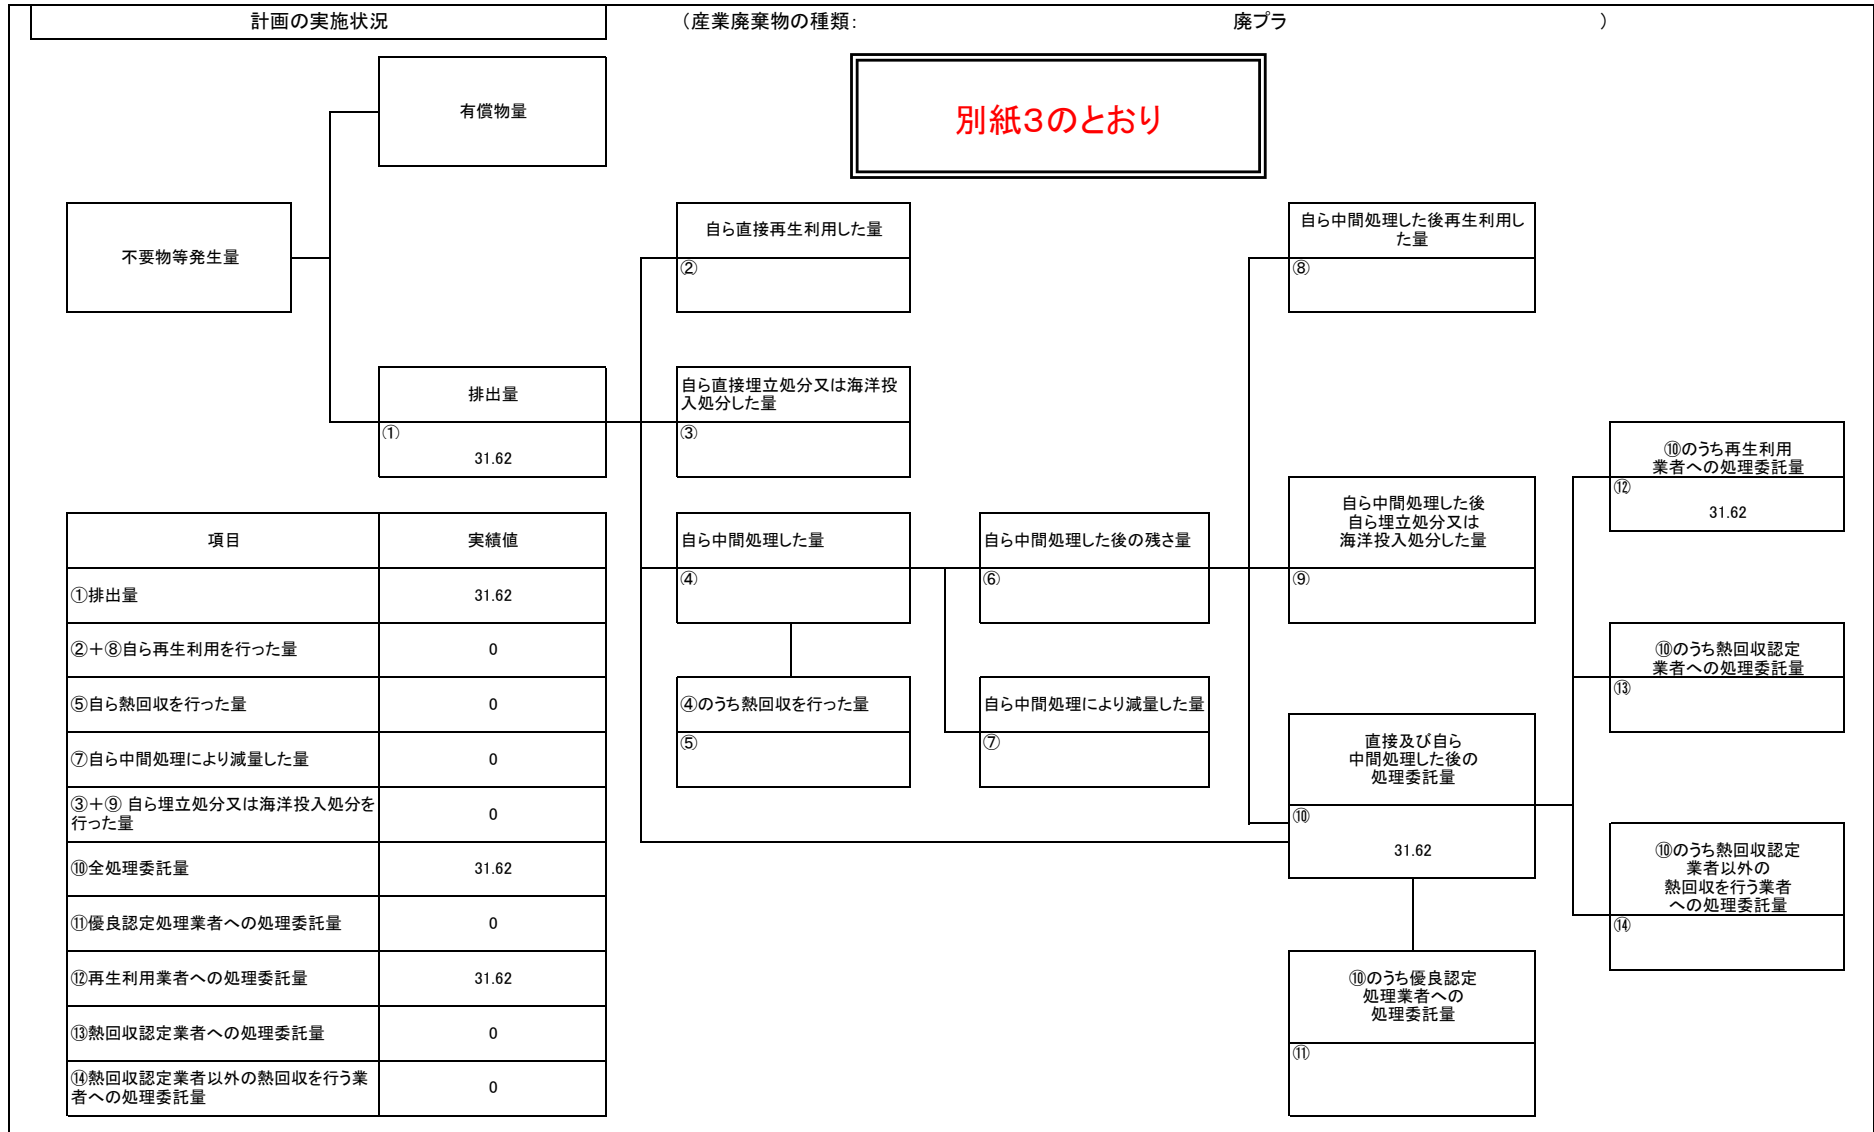 計画の実施状況
（産業廃棄物の種類： 廃プラ ）
有償物量
別紙3のとおり
不要物等発生量
自ら直接再生利用した量
②
自ら中間処理した後再生利用し
た量
⑧
排出量
①
31.62
自ら直接埋立処分又は海洋投
入処分した量
③
⑩のうち再生利用
業者への処理委託量
⑫
31.62
項目 実績値
①排出量 31.62
②＋⑧自ら再生利用を行った量 0
⑤自ら熱回収を行った量 0
⑦自ら中間処理により減量した量 0
③＋⑨ 自ら埋立処分又は海洋投入処分を
行った量 0
⑩全処理委託量 31.62
⑪優良認定処理業者への処理委託量 0
⑫再生利用業者への処理委託量 31.62
⑬熱回収認定業者への処理委託量 0
⑭熱回収認定業者以外の熱回収を行う業
者への処理委託量 0
自ら中間処理した量
④
自ら中間処理した後の残さ量
⑥
自ら中間処理した後
自ら埋立処分又は
海洋投入処分した量
⑨
④のうち熱回収を行った量
⑤
自ら中間処理により減量した量
⑦
⑩のうち熱回収認定
業者への処理委託量
⑬
直接及び自ら
中間処理した後の
処理委託量
⑩
31.62
⑩のうち熱回収認定
業者以外の
熱回収を行う業者
への処理委託量
⑭
⑩のうち優良認定
処理業者への
処理委託量
⑪